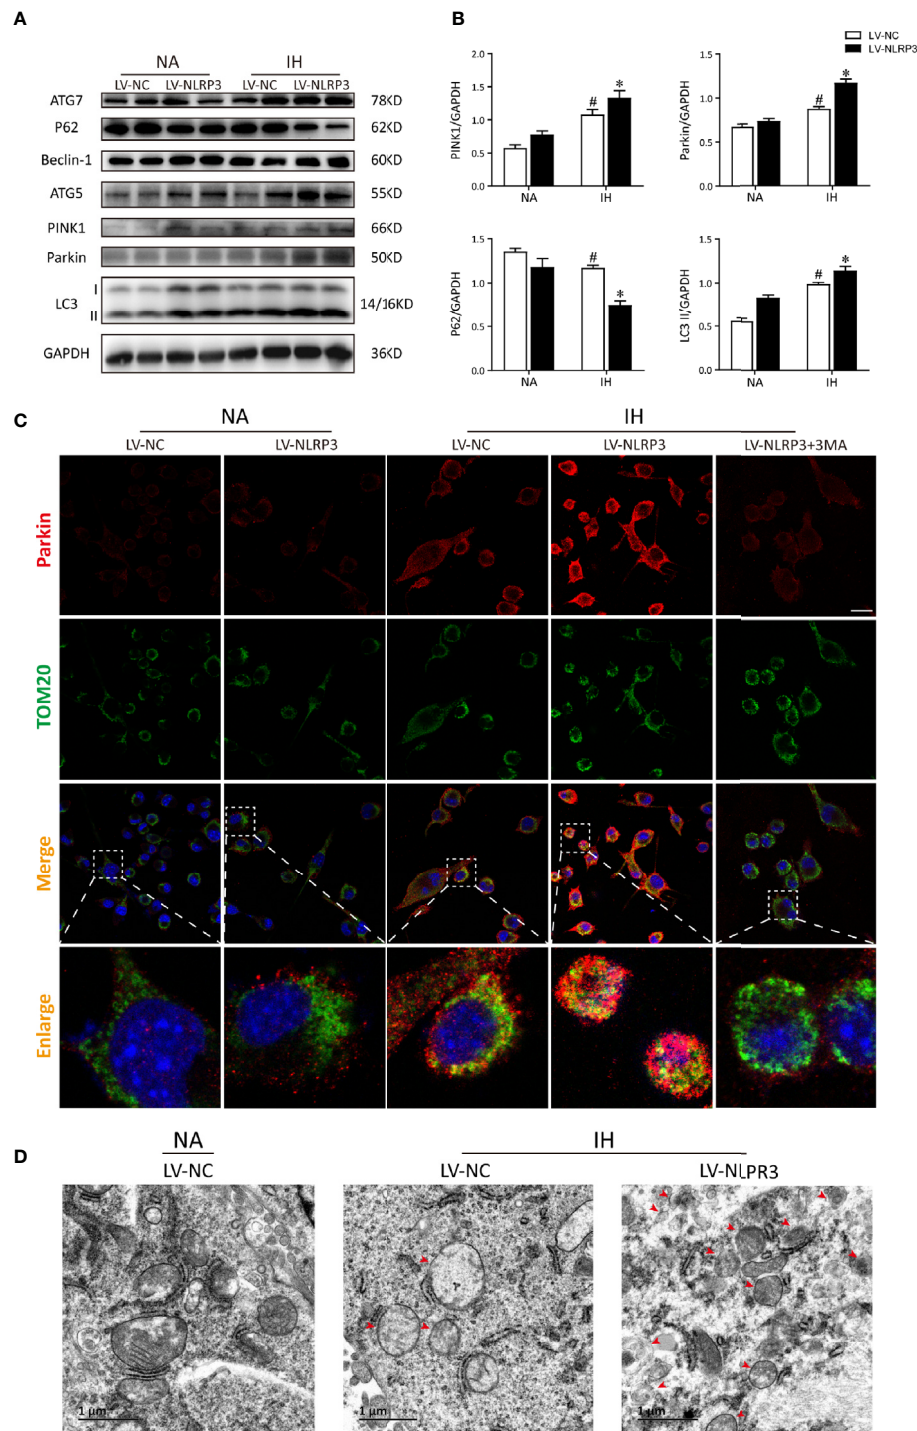 A
NA IH
LV-NC LV-NLRP3 LV-NC LV-NLRP3
ATG7 78KD
P62 62KD
Beclin-1 60KD
ATG5 55KD
PINK1 66KD
Parkin 50KD
LC3 I II 14/16KD
GAPDH 36KD
B
LV-NC
LV-NLRP3
PINK1/GAPDH
2.0
1.5
1.0
0.5
0.0
# *
NA IH
Parkin/GAPDH
1.5
1.0
0.5
0.0
# *
NA IH
P62/GAPDH
1.5
1.0
0.5
0.0
# *
NA IH
LC3 II/GAPDH
1.5
1.0
0.5
0.0
# *
NA IH
C
NA IH
LV-NC LV-NLRP3 LV-NC LV-NLRP3 LV-NLRP3+3MA
Parkin
TOM20
Merge
Enlarge
D
NA IH
LV-NC LV-NC LV-NLPR3
1 μm 1 μm 1 μm